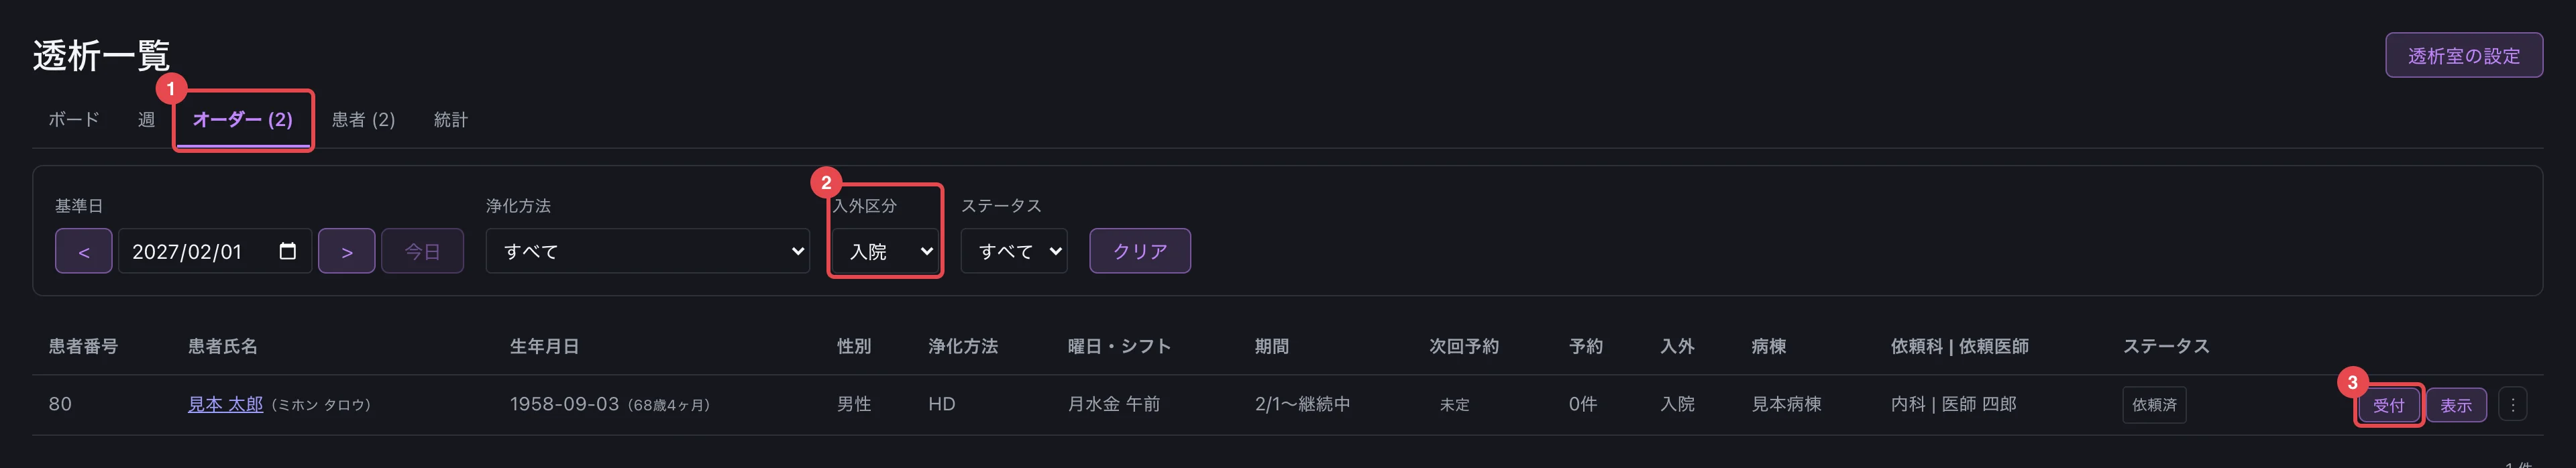 透析一覧
透析室の設定
1
ボード 週 オーダー (2) 患者 (2) 統計
2
基準日 浄化方法 入外区分 ステータス
< 2027/02/01 > 今日 すべて 入院 すべて クリア
患者番号 患者氏名 生年月日 性別 浄化方法 曜日・シフト 期間 次回予約 予約 入外 病棟 依頼科 | 依頼医師 ステータス
3
80 見本 太郎 (ミホン タロウ) 1958-09-03 (68歳4ヶ月) 男性 HD 月水金 午前 2/1〜継続中 未定 0件 入院 見本病棟 内科 | 医師 四郎 依頼済 受付 表示 ⋮